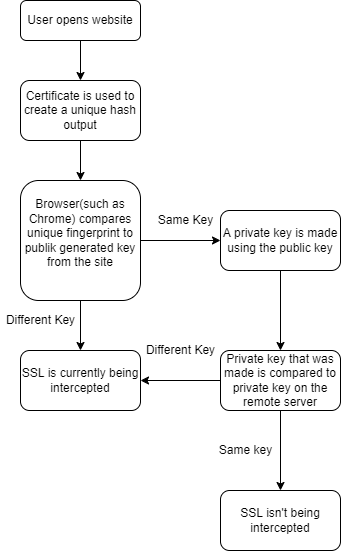 User opens website
Certificate is used to
create a unique hash
output
Browser(such as
Chrome) compares
unique fingerprint to
publik generated key
from the site
Same Key
A private key is made
using the public key
Different Key
SSL is currently being
intercepted
Different Key
Private key that was
made is compared to
private key on the
remote server
Same key
SSL isn't being
intercepted